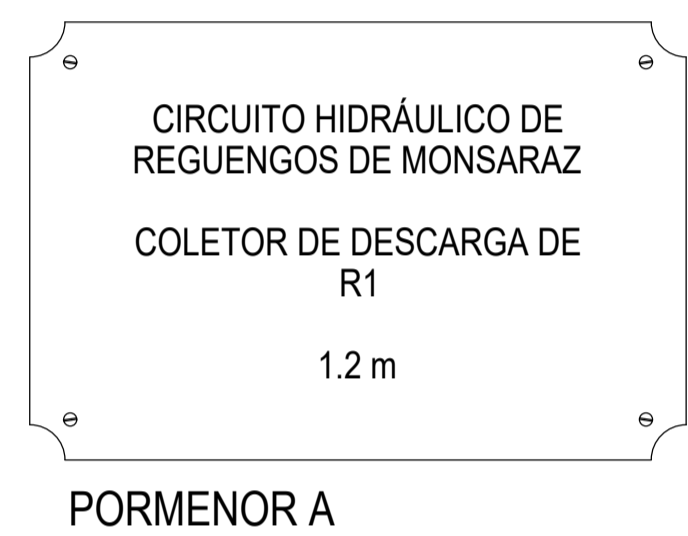 CIRCUITO HIDRÁULICO DE
REGUENGOS DE MONSARAZ
COLETOR DE DESCARGA DE
R1
1.2 m
PORMENOR A